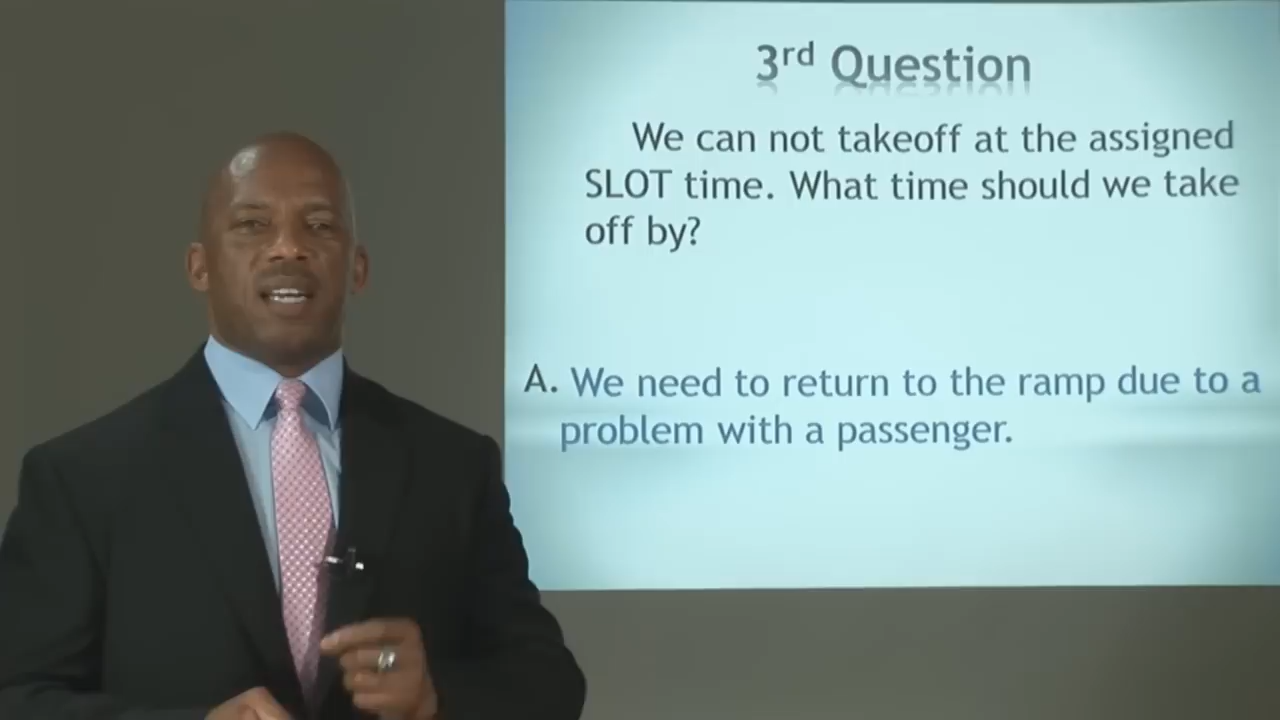 3rd Question
We can not takeoff at the assigned
SLOT time. What time should we take
off by?
A. We need to return to the ramp due to a
problem with a passenger.